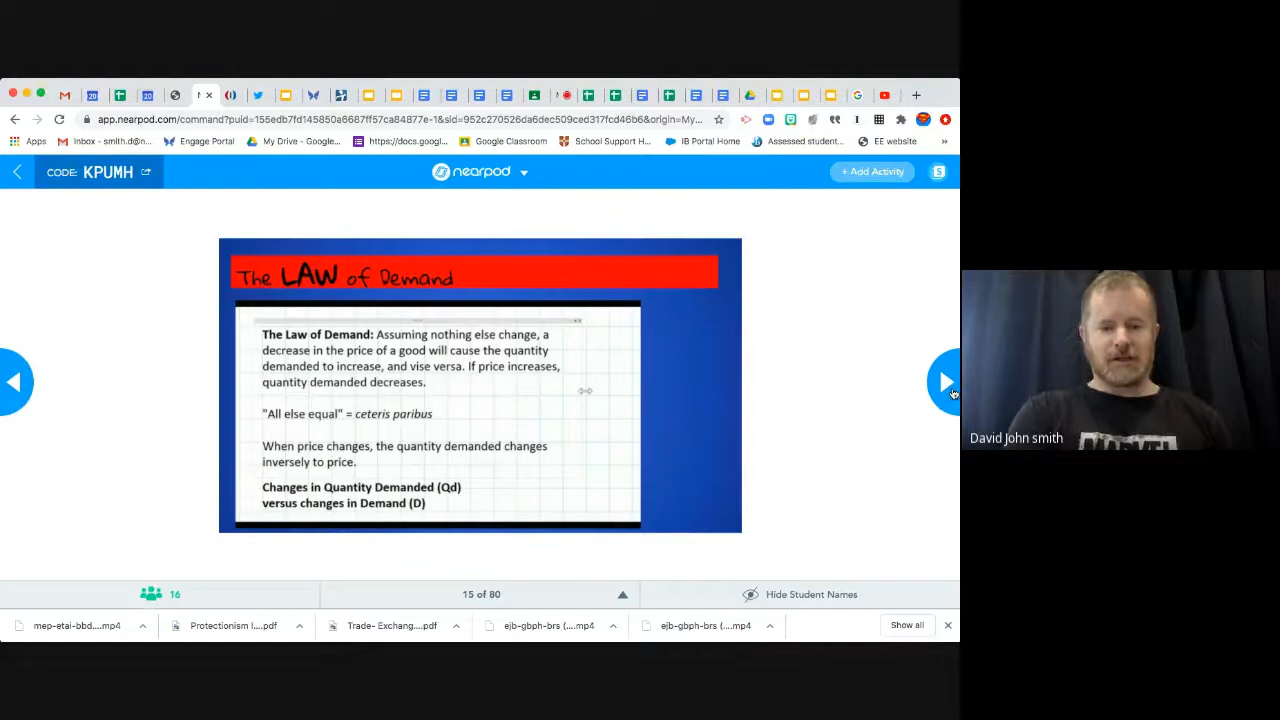 app.nearpod.com/command?puid=155edb7fd145850a6687ff57ca84877e-1&sid=952c270526da6dec509ced317fcd46b6&origin=My...
Apps
Inbox - smith.d@n...
Engage Portal
My Drive - Google...
https://docs.googl...
Google Classroom
School Support H...
IB Portal Home
Assessed student...
EE website
»
CODE: KPUMH
nearpod
+ Add Activity
The LAW of Demand
The Law of Demand: Assuming nothing else change, a
decrease in the price of a good will cause the quantity
demanded to increase, and vise versa. If price increases,
quantity demanded decreases.
"All else equal" = ceteris paribus
When price changes, the quantity demanded changes
inversely to price.
Changes in Quantity Demanded (Qd)
versus changes in Demand (D)
David John smith
16
15 of 80
Hide Student Names
mep-etai-bbd....mp4
Protectionism I....pdf
Trade- Exchang....pdf
ejb-gbph-brs (....mp4
ejb-gbph-brs (....mp4
Show all